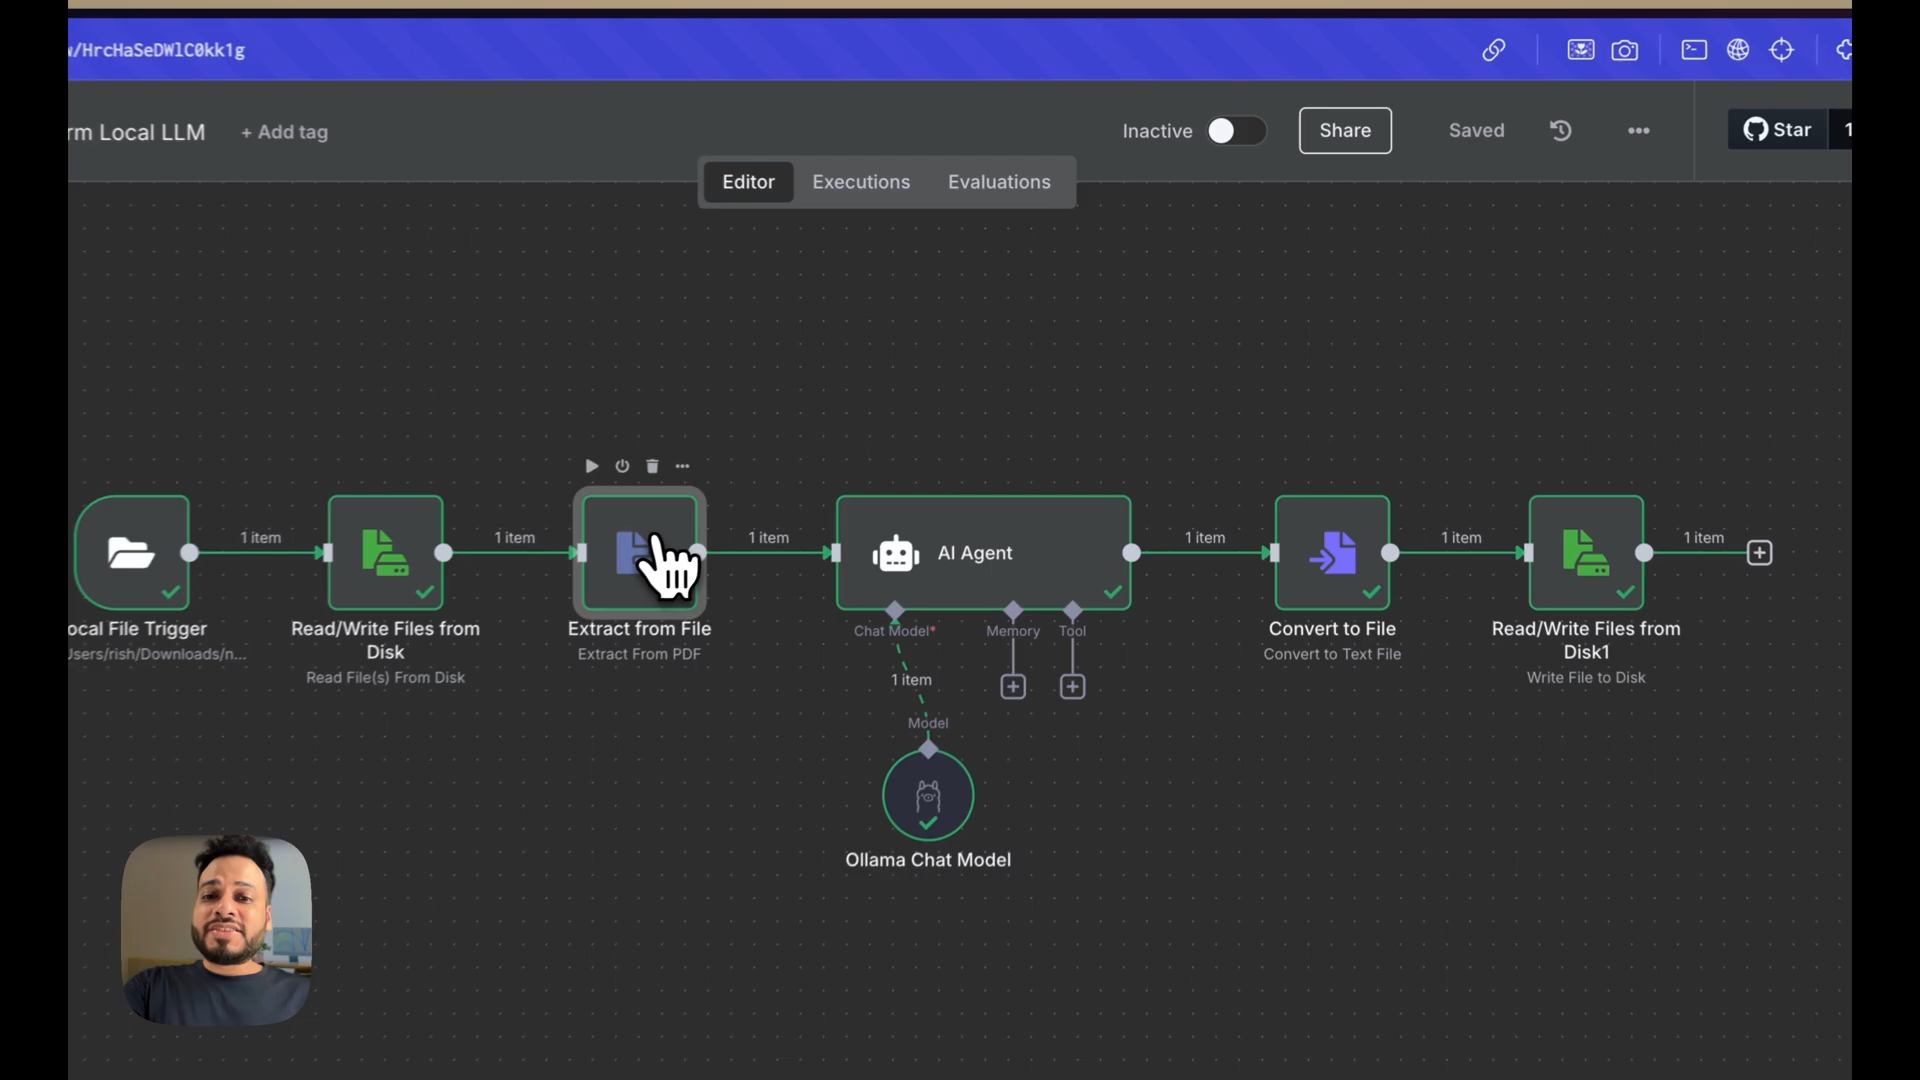 w/HrcHaSeDWlC0kk1g
rm Local LLM
+ Add tag
Inactive
Share
Saved
Star
1
Editor
Executions
Evaluations
1 item
1 item
1 item
1 item
1 item
1 item
AI Agent
ocal File Trigger
Users/rish/Downloads/n...
Read/Write Files from
Disk
Read File(s) From Disk
Extract from File
Extract From PDF
Chat Model*
Memory
Tool
Convert to File
Convert to Text File
Read/Write Files from
Disk1
Write File to Disk
1 item
Model
Ollama Chat Model